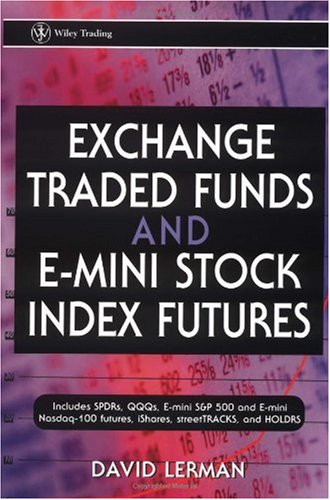 Wiley Trading
EXCHANGE
TRADED FUNDS
AND
E-MINI STOCK
INDEX FUTURES
Includes SPDRs, QQQs, E-mini S&P 500 and E-mini
Nasdaq-100 futures, iShares, streetTRACKS, and HOLDRS
DAVID LERMAN